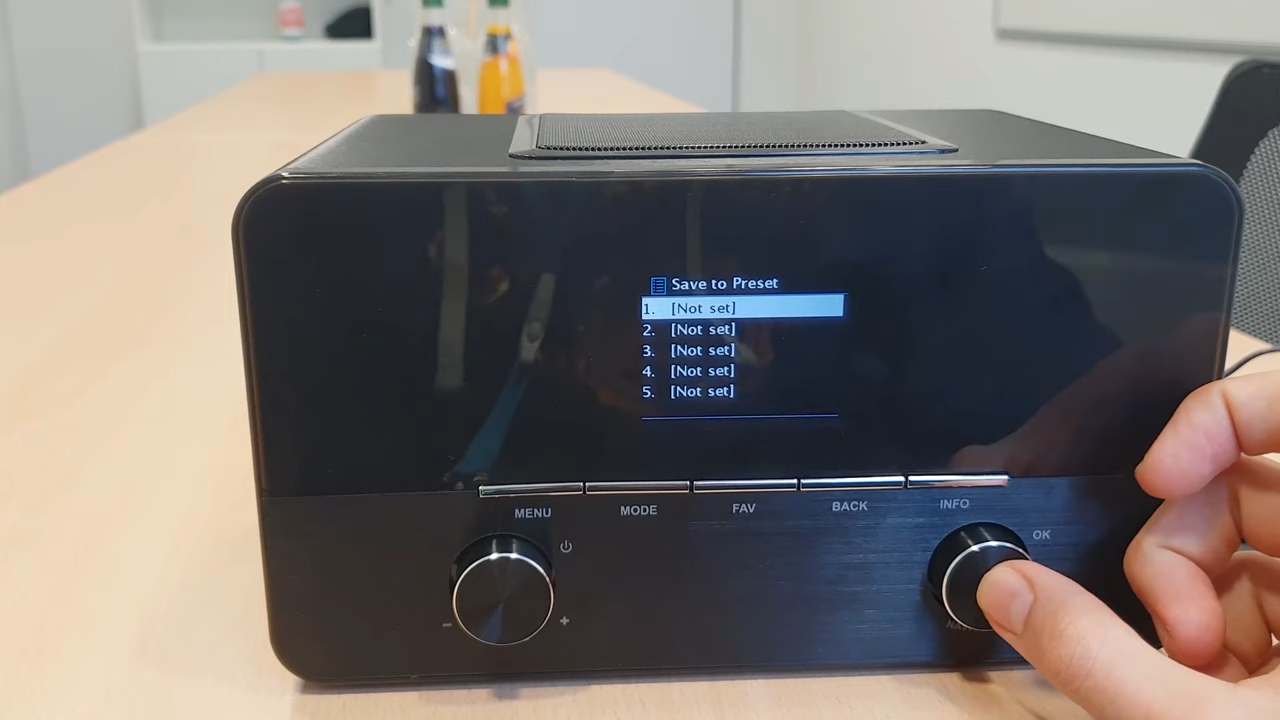 Save to Preset
1. [Not set]
2. [Not set]
3. [Not set]
4. [Not set]
5. [Not set]
MENU MODE FAV BACK INFO
OK
- +